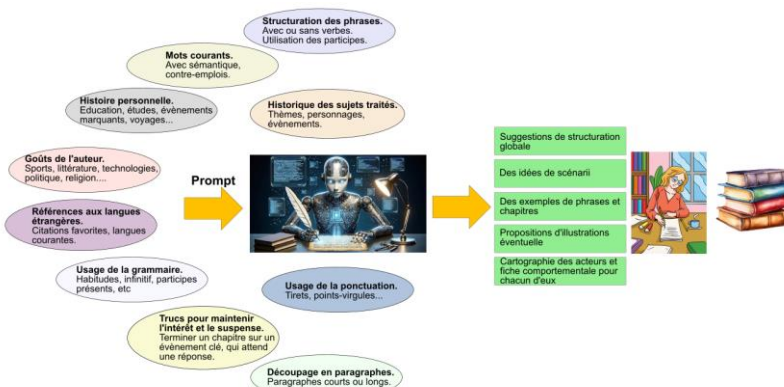 Structuration des phrases.
Avec ou sans verbes.
Utilisation des participes.
Mots courants.
Avec sémantique,
contre-emplois.
Histoire personnelle.
Education, études, évènements
marquants, voyages...
Historique des sujets traités.
Thèmes, personnages,
évènements.
Goûts de l'auteur.
Sports, littérature, technologies,
politique, religion....
Prompt
Références aux langues
étrangères.
Citations favorites, langues
courantes.
Usage de la grammaire.
Habitudes, infinitif, participes
présents, etc
Usage de la ponctuation.
Tirets, points-virgules...
Trucs pour maintenir
l'intérêt et le suspense.
Terminer un chapitre sur un
évènement clé, qui attend
une réponse.
Découpage en paragraphes.
Paragraphes courts ou longs.
Suggestions de structuration
globale
Des idées de scénarii
Des exemples de phrases et
chapitres
Propositions d'illustrations
éventuelle
Cartographie des acteurs et
fiche comportementale pour
chacun d'eux